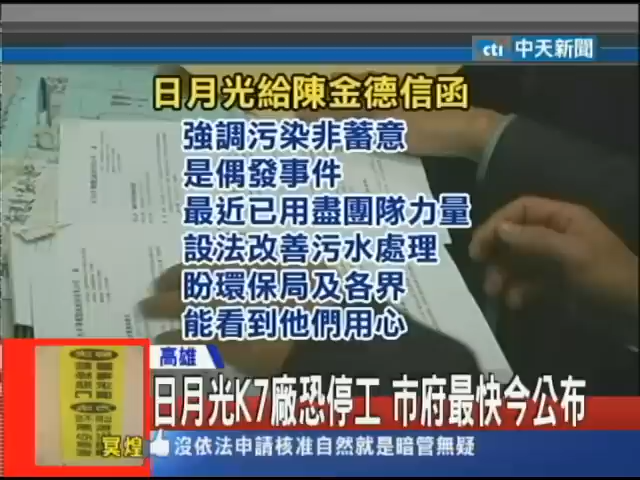 cti 中天新聞
日月光給陳金德信函
強調污染非蓄意
是偶發事件
最近已用盡團隊力量
設法改善污水處理
盼環保局及各界
能看到他們用心
高雄
日月光K7廠恐停工 市府最快今公布
冥煌
沒依法申請核准自然就是暗管無疑